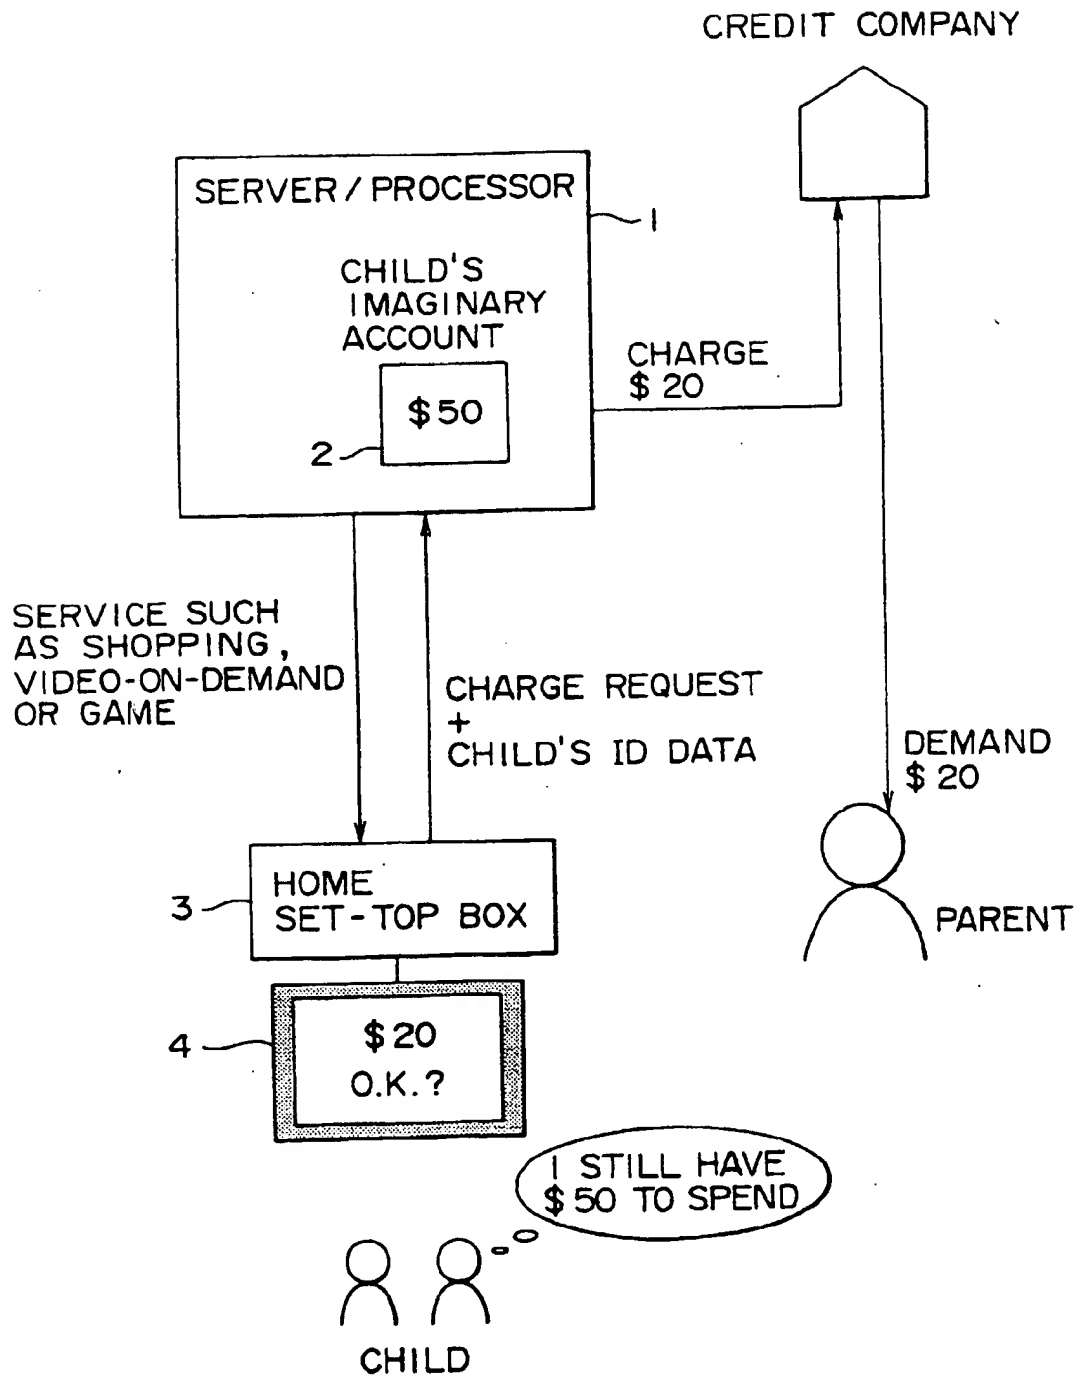 CREDIT COMPANY
SERVER / PROCESSOR
1
CHILD'S
IMAGINARY
ACCOUNT
$50
2
CHARGE
$20
SERVICE SUCH
AS SHOPPING,
VIDEO-ON-DEMAND
OR GAME
CHARGE REQUEST
+
CHILD'S ID DATA
DEMAND
$20
HOME
SET-TOP BOX
3
PARENT
$20
O.K.?
4
I STILL HAVE
$50 TO SPEND
CHILD